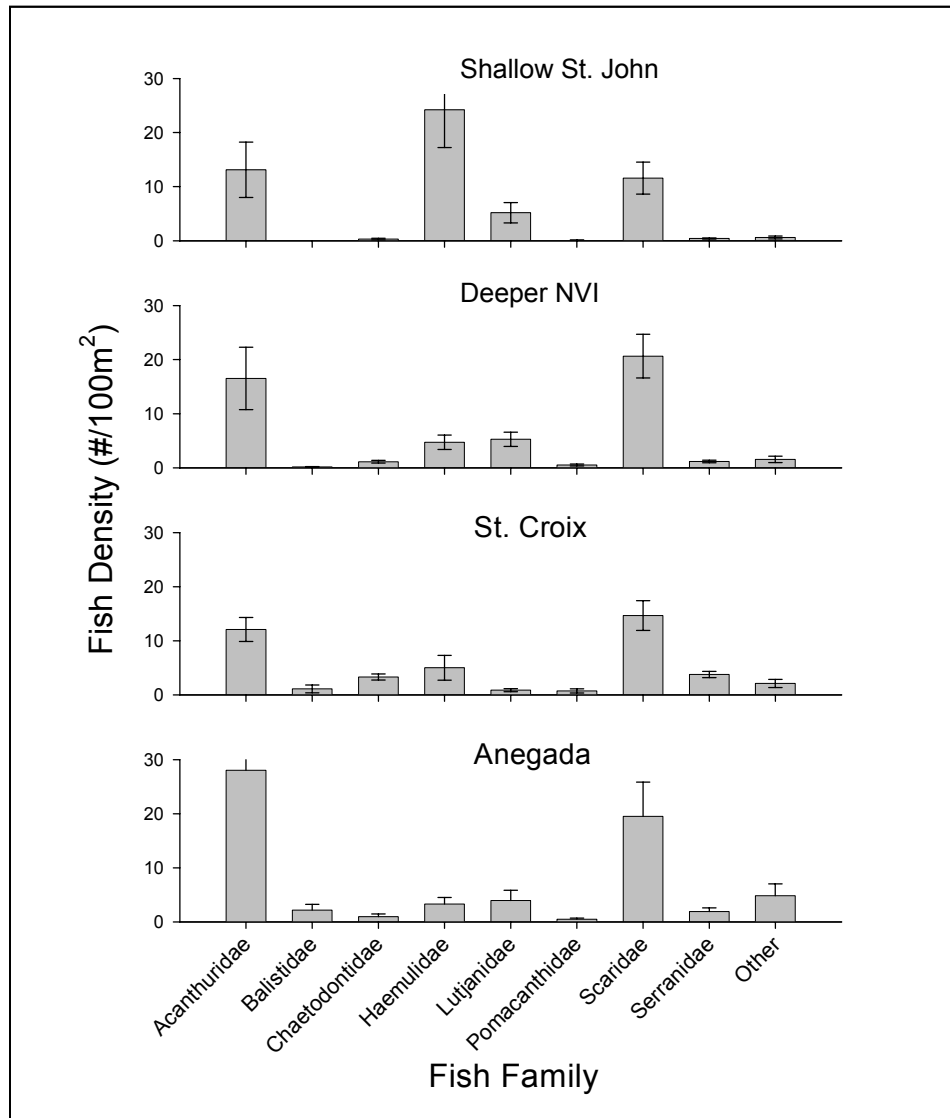 Shallow St. John
30
20
10
0
Deeper NVI
30
20
10
0
St. Croix
30
20
10
0
Anegada
30
20
10
0
Fish Density (#/100m²)
Acanthuridae
Balistidae
Chaetodontidae
Haemulidae
Lutjanidae
Pomacanthidae
Scaridae
Serranidae
Other
Fish Family